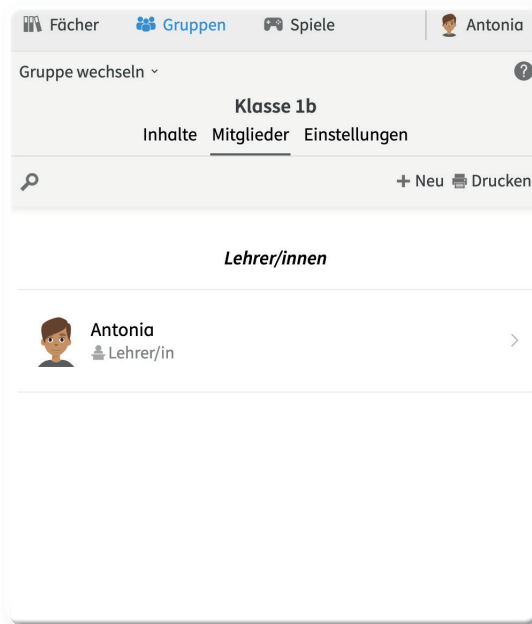 Fächer Gruppen Spiele Antonia
Gruppe wechseln
Klasse 1b
Inhalte Mitglieder Einstellungen
+ Neu Drucken
Lehrer/innen
Antonia
Lehrer/in